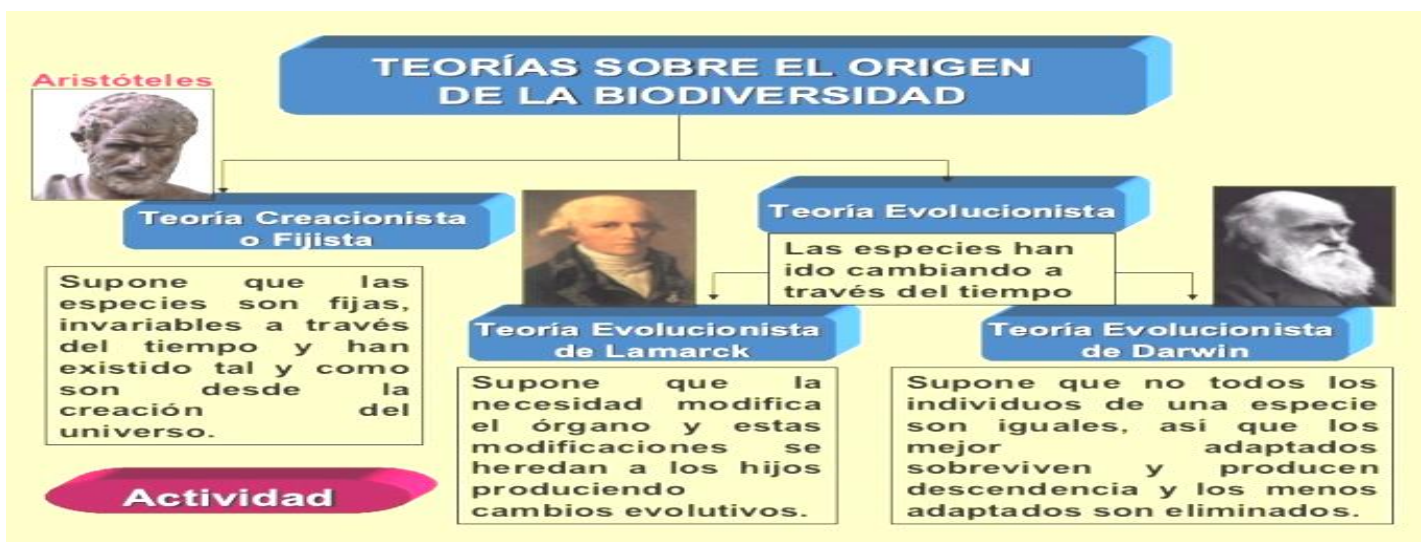 TEORÍAS SOBRE EL ORIGEN
DE LA BIODIVERSIDAD
Aristóteles
Teoría Creacionista
o Fijista
Supone que las
especies son fijas,
invariables a través
del tiempo y han
existido tal y como
son desde la
creación del
universo.
Actividad
Teoría Evolucionista
Las especies han
ido cambiando a
través del tiempo
Teoría Evolucionista
de Lamarck
Supone que la
necesidad modifica
el órgano y estas
modificaciones se
heredan a los hijos
produciendo
cambios evolutivos.
Teoría Evolucionista
de Darwin
Supone que no todos los
individuos de una especie
son iguales, así que los
mejor adaptados
sobreviven y producen
descendencia y los menos
adaptados son eliminados.